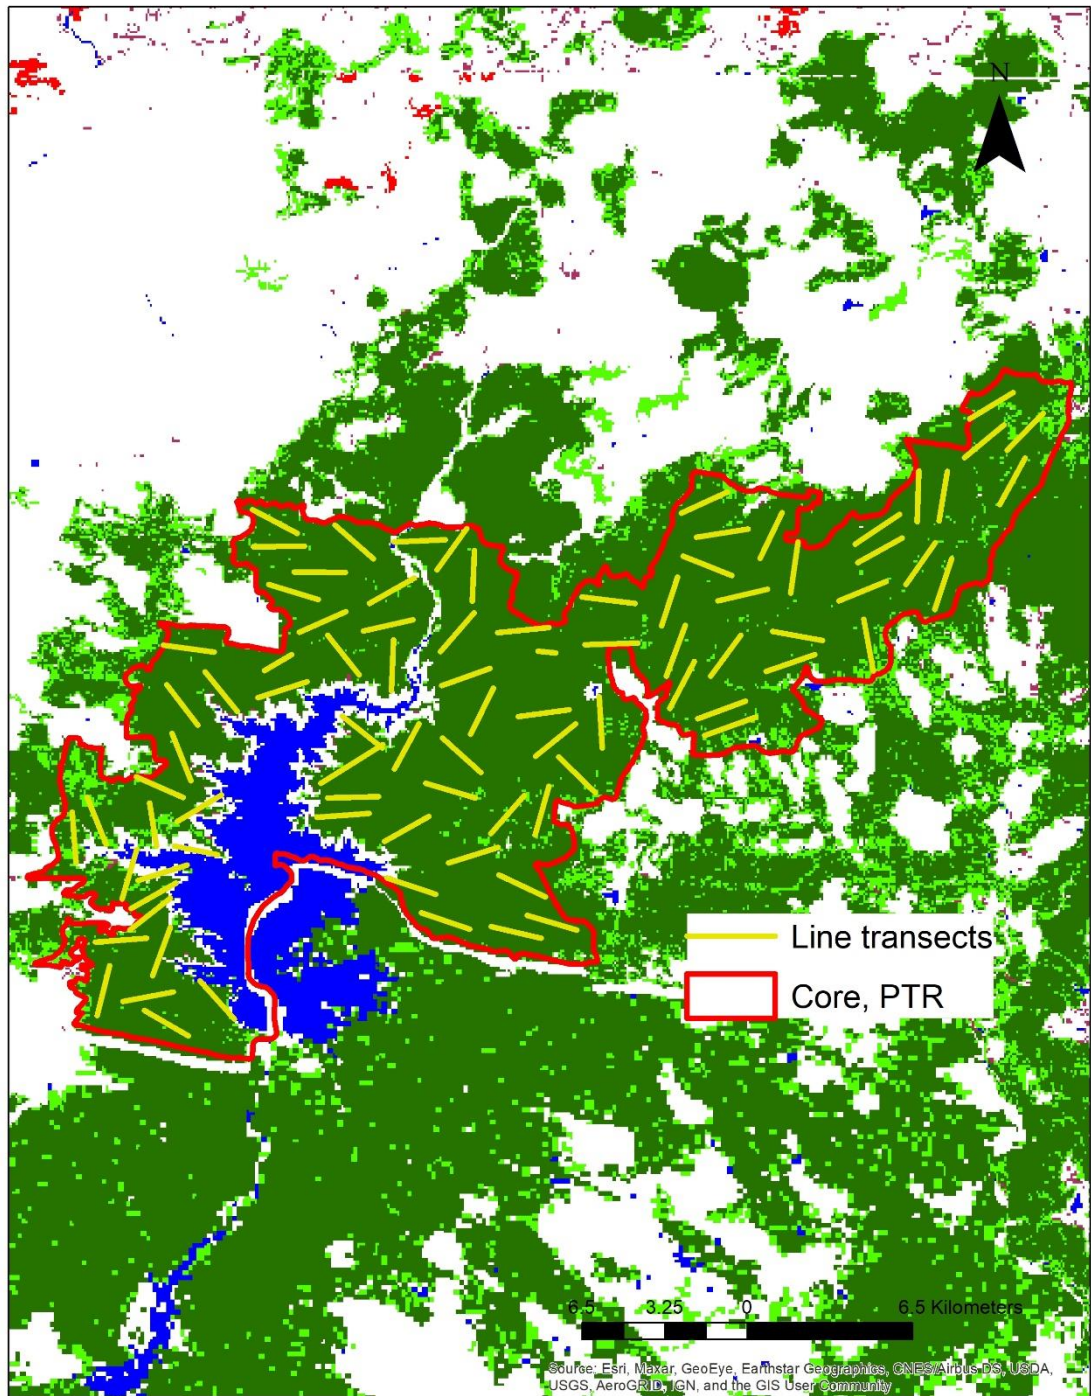 N
Line transects
Core, PTR
6.5 3.25 0 6.5 Kilometers
Source: Esri, Maxar, GeoEye, Earthstar Geographics, CNES/Airbus DS, USDA,
USGS, AeroGRID, IGN, and the GIS User Community